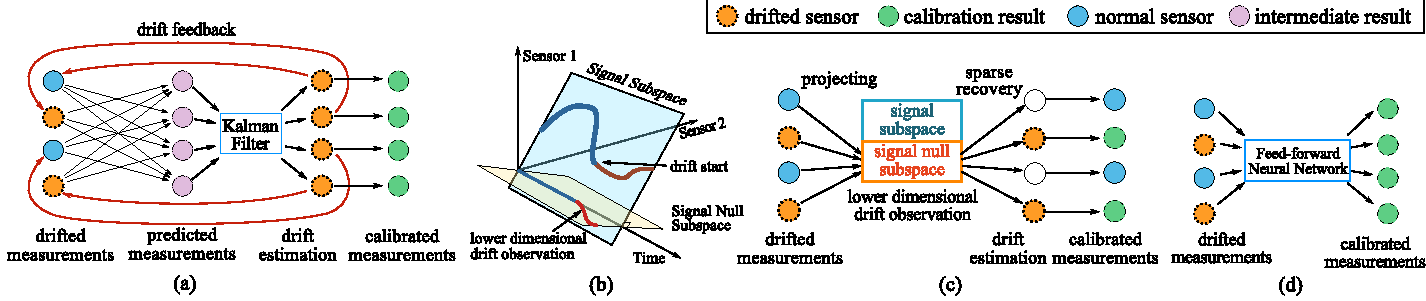 drifted sensor
calibration result
normal sensor
intermediate result
drift feedback
Kalman
Filter
drifted
measurements
predicted
measurements
drift
estimation
calibrated
measurements
(a)
Sensor 1
Signal Subspace
Sensor 2
drift start
Signal Null
Subspace
lower dimensional
drift observation
Time
(b)
projecting
sparse
recovery
signal
subspace
signal null
subspace
lower dimensional
drift observation
drifted
measurements
drift
estimation
calibrated
measurements
(c)
Feed-forward
Neural Network
drifted
measurements
calibrated
measurements
(d)